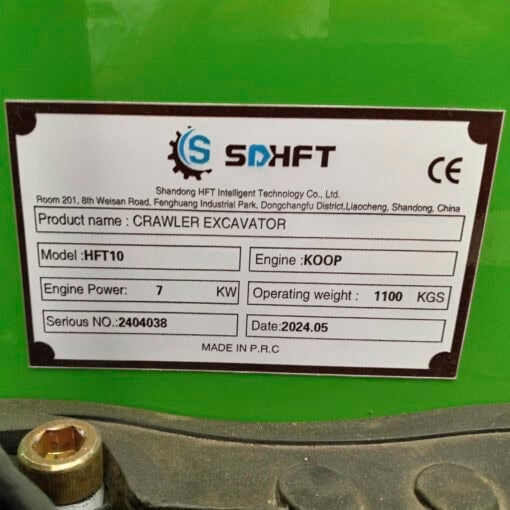 S SDHFT
CE
Shandong HFT Intelligent Technology Co., Ltd.
Room 201, 8th Weisan Road, Fenghuang Industrial Park, Dongchangfu District,Liaocheng, Shandong, China
Product name : CRAWLER EXCAVATOR
Model :HFT10
Engine :KOOP
Engine Power: 7 KW
Operating weight : 1100 KGS
Serious NO.:2404038
Date:2024.05
MADE IN P.R.C